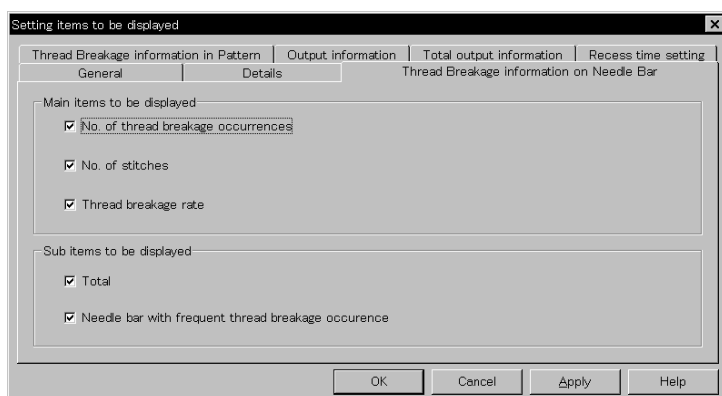 Setting items to be displayed
Thread Breakage information in Pattern Output information Total output information Recess time setting
General Details Thread Breakage information on Needle Bar
Main items to be displayed
No. of thread breakage occurrences
No. of stitches
Thread breakage rate
Sub items to be displayed
Total
Needle bar with frequent thread breakage occurence
OK Cancel Apply Help